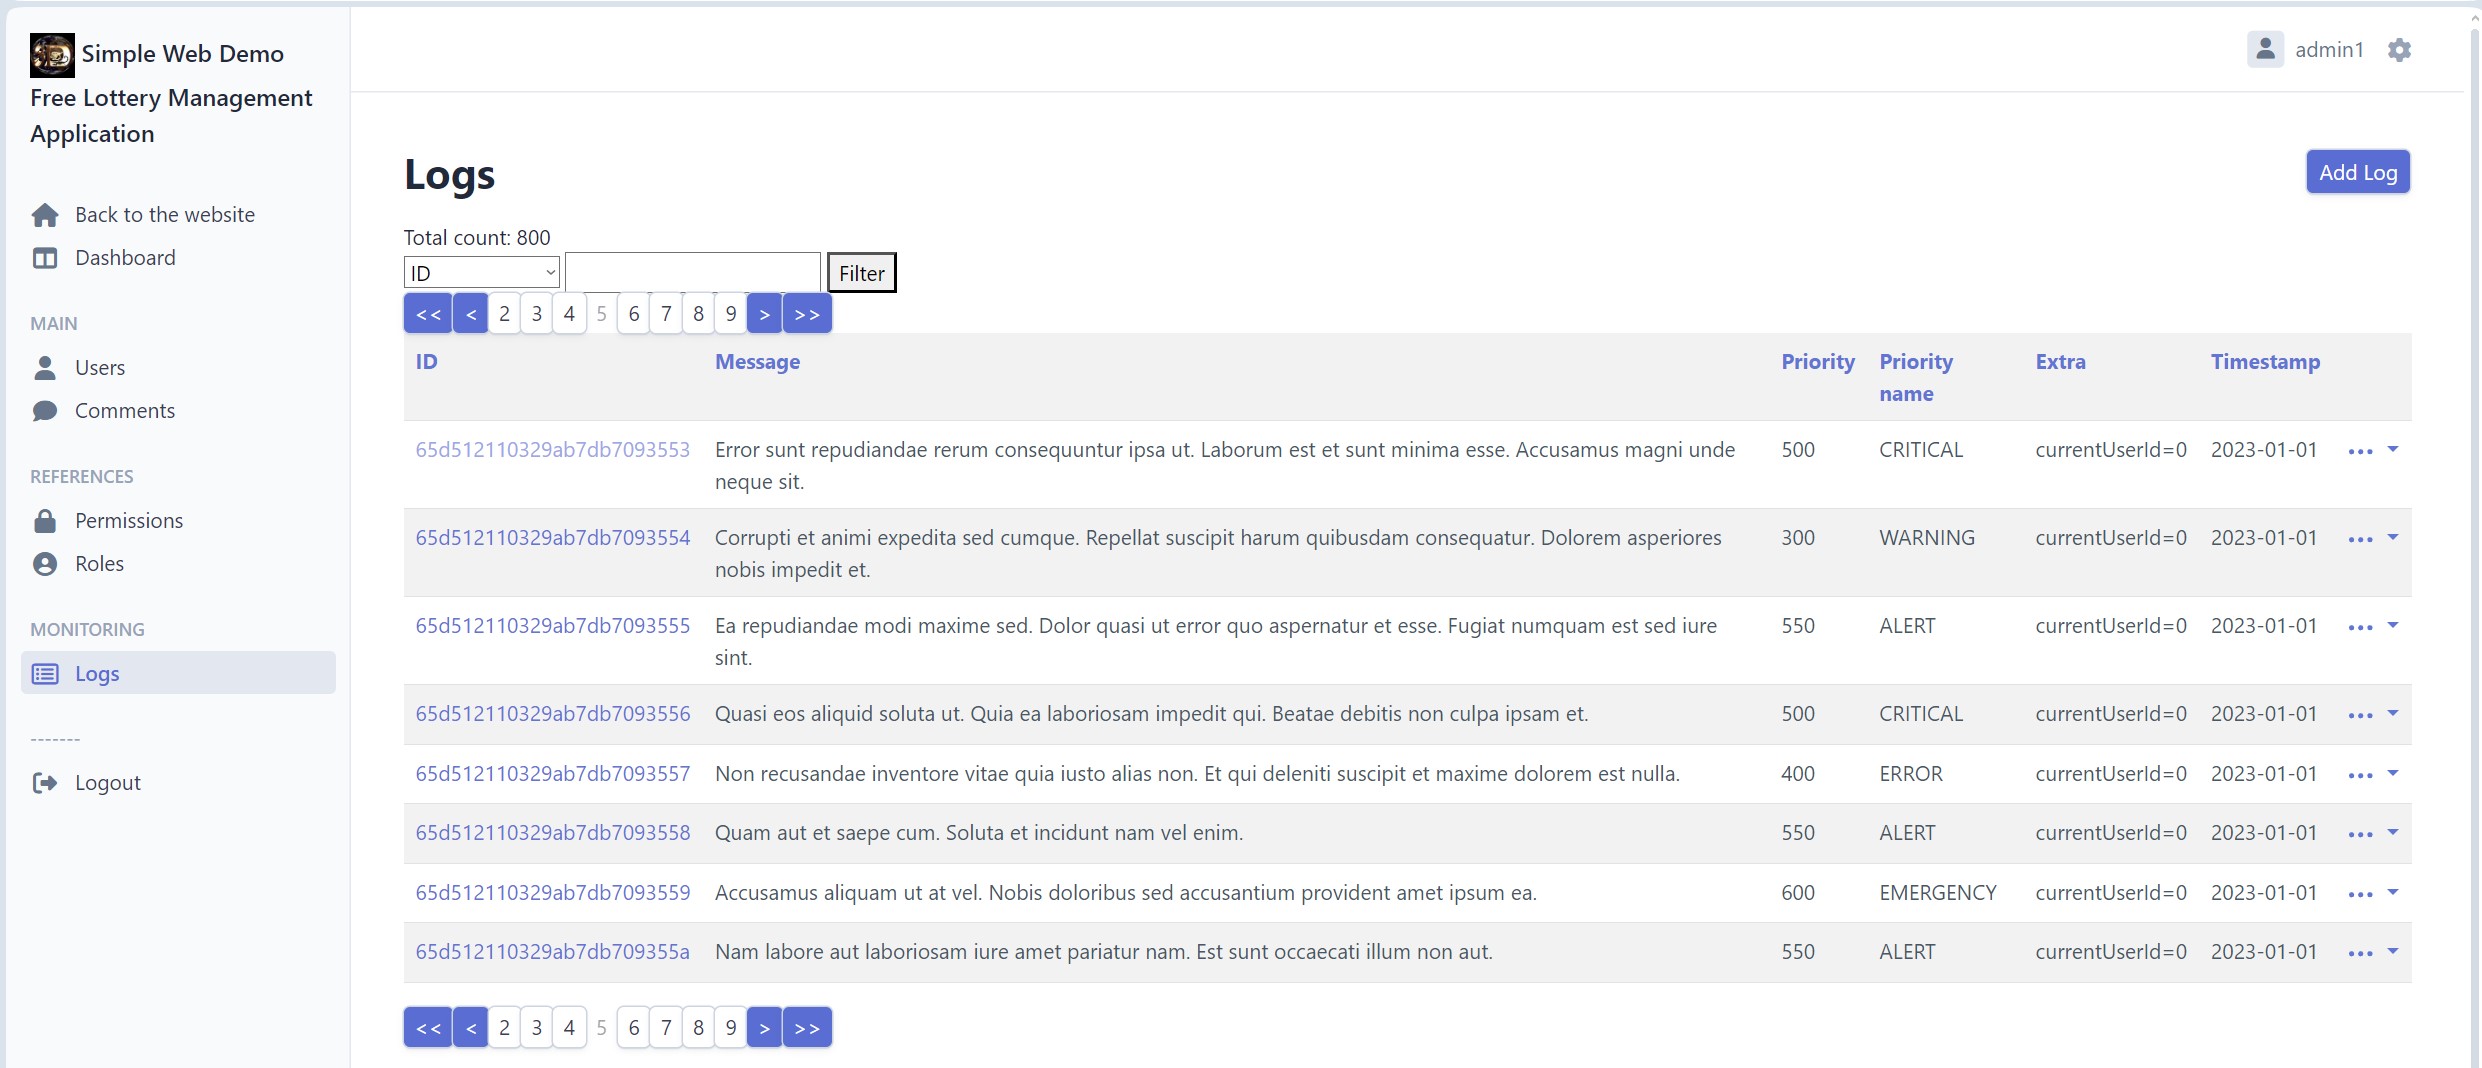 Simple Web Demo
Free Lottery Management
Application
Back to the website
Dashboard
MAIN
Users
Comments
REFERENCES
Permissions
Roles
MONITORING
Logs
-------
Logout
admin1
Logs
Add Log
Total count: 800
ID Filter
<< < 2 3 4 5 6 7 8 9 > >>
ID Message Priority Priority name Extra Timestamp
65d512110329ab7db7093553 Error sunt repudiandae rerum consequuntur ipsa ut. Laborum est et sunt minima esse. Accusamus magni unde 500 CRITICAL currentUserId=0 2023-01-01 ...
neque sit.
65d512110329ab7db7093554 Corrupti et animi expedita sed cumque. Repellat suscipit harum quibusdam consequatur. Dolorem asperiores 300 WARNING currentUserId=0 2023-01-01 ...
nobis impedit et.
65d512110329ab7db7093555 Ea repudiandae modi maxime sed. Dolor quasi ut error quo aspernatur et esse. Fugiat numquam est sed iure 550 ALERT currentUserId=0 2023-01-01 ...
sint.
65d512110329ab7db7093556 Quasi eos aliquid soluta ut. Quia ea laboriosam impedit qui. Beatae debitis non culpa ipsam et. 500 CRITICAL currentUserId=0 2023-01-01 ...
65d512110329ab7db7093557 Non recusandae inventore vitae quia iusto alias non. Et qui deleniti suscipit et maxime dolorem est nulla. 400 ERROR currentUserId=0 2023-01-01 ...
65d512110329ab7db7093558 Quam aut et saepe cum. Soluta et incidunt nam vel enim. 550 ALERT currentUserId=0 2023-01-01 ...
65d512110329ab7db7093559 Accusamus aliquam ut at vel. Nobis doloribus sed accusantium provident amet ipsum ea. 600 EMERGENCY currentUserId=0 2023-01-01 ...
65d512110329ab7db709355a Nam labore aut laboriosam iure amet pariatur nam. Est sunt occaecati illum non aut. 550 ALERT currentUserId=0 2023-01-01 ...
<< < 2 3 4 5 6 7 8 9 > >>